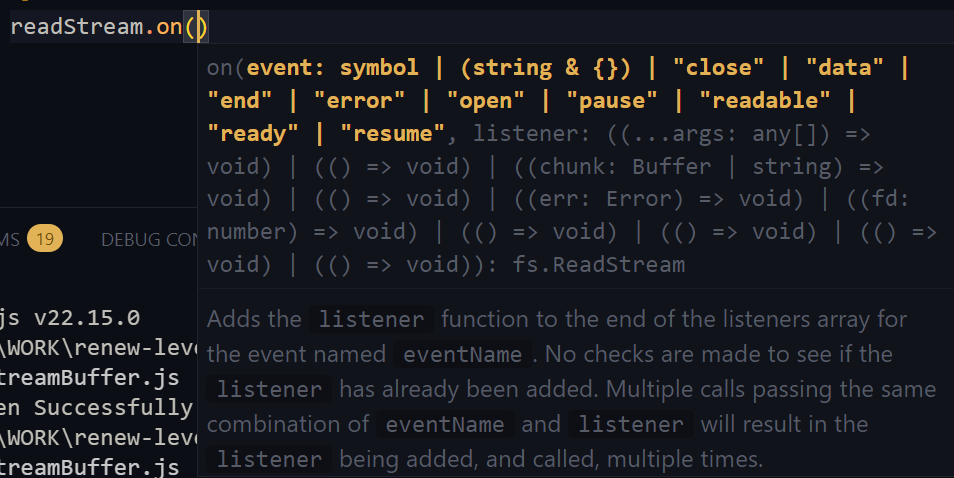 readStream.on()
on(event: symbol | (string & {}) | "close" | "data" |
"end" | "error" | "open" | "pause" | "readable" |
"ready" | "resume", listener: ((...args: any[]) =>
void) | (() => void) | ((chunk: Buffer | string) =>
void) | (() => void) | ((err: Error) => void) | ((fd:
number) => void) | (() => void) | (() => void) | (() =>
void) | (() => void)): fs.ReadStream
MS 19 DEBUG CON
Adds the listener function to the end of the listeners array for
the event named eventName. No checks are made to see if the
listener has already been added. Multiple calls passing the same
combination of eventName and listener will result in the
listener being added, and called, multiple times.
js v22.15.0
\WORK\renew-leve
treamBuffer.js
en Successfully
\WORK\renew-leve
treamBuffer.js